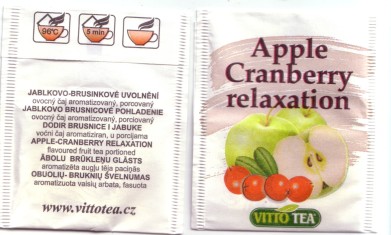 96°C
5 min
JABLKOVO-BRUSINKOVÉ UVOLNĚNÍ
ovocný čaj aromatizovaný, porcovaný
JABLKOVO BRUSNICOVÉ POHLADENIE
ovocný čaj aromatizovaný, porciovaný
DODIR BRUSNICE I JABUKE
voćni čaj aromatiziran, u porcijama
APPLE-CRANBERRY RELAXATION
flavoured fruit tea portioned
ĀBOLU BRŪKLEŅU GLĀSTS
aromatizēta augļu tēja paciņās
OBUOLIŲ- BRUKNIŲ ŠVELNUMAS
aromatizuota vaisių arbata, fasuota
www.vittotea.cz
Apple
Cranberry
relaxation
VITTO TEA